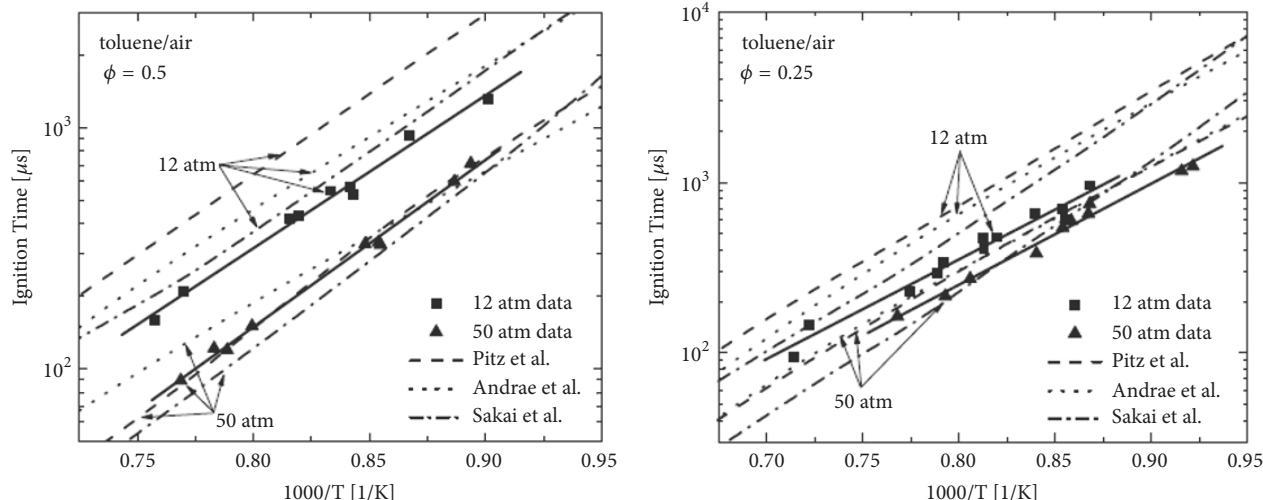 toluene/air
ϕ = 0.5
12 atm
50 atm
12 atm data
50 atm data
Pitz et al.
Andrae et al.
Sakai et al.
Ignition Time [μs]
10³
10²
0.75
0.80
0.85
0.90
0.95
1000/T [1/K]
toluene/air
ϕ = 0.25
12 atm
50 atm
12 atm data
50 atm data
Pitz et al.
Andrae et al.
Sakai et al.
Ignition Time [μs]
10⁴
10³
10²
0.70
0.75
0.80
0.85
0.90
0.95
1000/T [1/K]